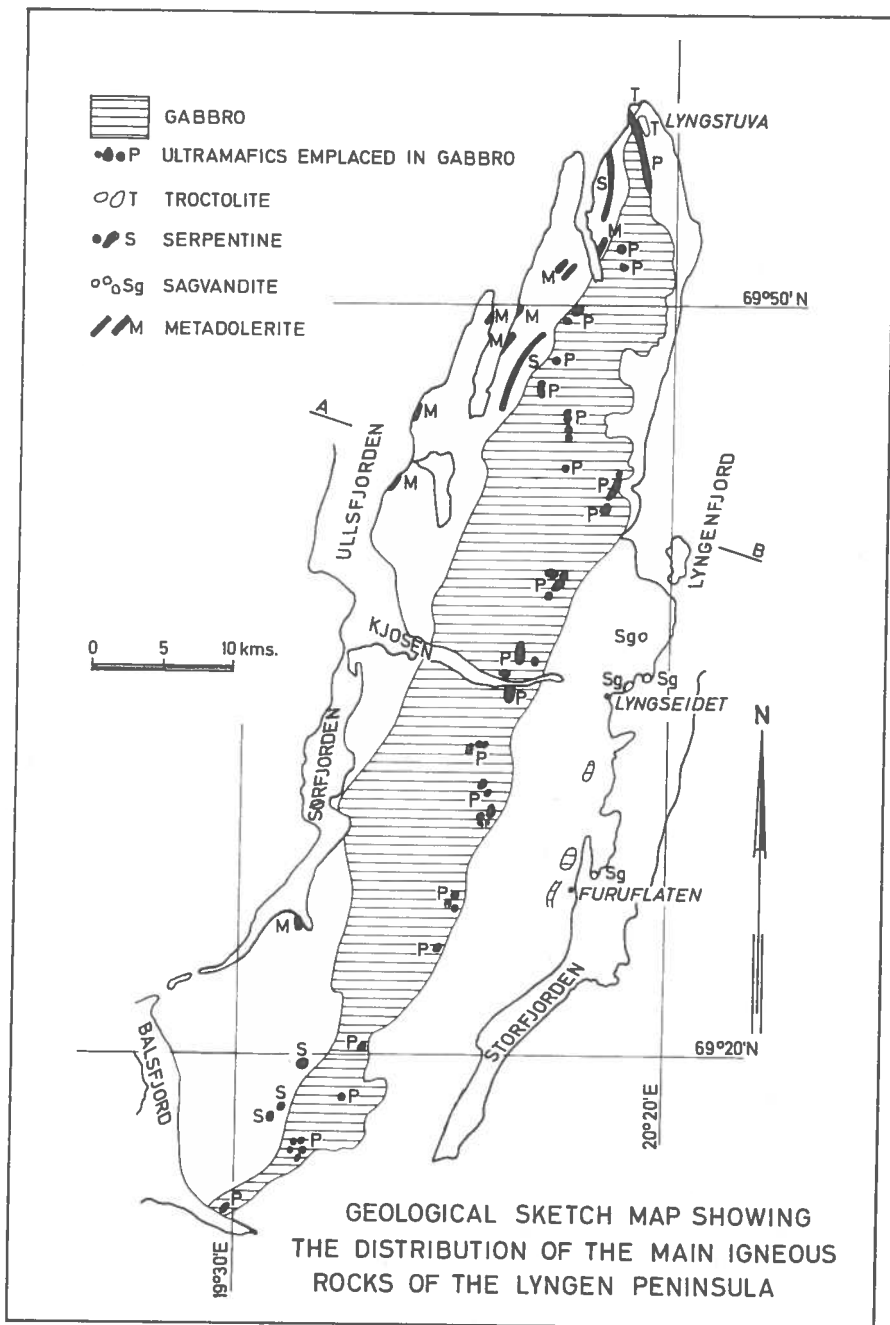 GABBRO
P ULTRAMAFICS EMPLACED IN GABBRO
T TROCTOLITE
S SERPENTINE
Sg SAGVANDITE
M METADOLERITE
T
LYNGSTUVA
T
P
S
M
P
P
M
69°50'N
M
M
P
M
S
P
P
A
M
P
ULLSFJORDEN
P
M
P
P
LYNGENFJORD
B
P
0 10 kms.
KJOSEN
Sg
P
Sg
Sg
P
LYNGSEIDET
N
P
SØRFJORDEN
P
Sg
P
FURUFLATEN
M
P
STORFJORDEN
BALSFJORD
S
P
69°20'N
S
P
S
20°20'E
P
P
19°30'E
GEOLOGICAL SKETCH MAP SHOWING
THE DISTRIBUTION OF THE MAIN IGNEOUS
ROCKS OF THE LYNGEN PENINSULA